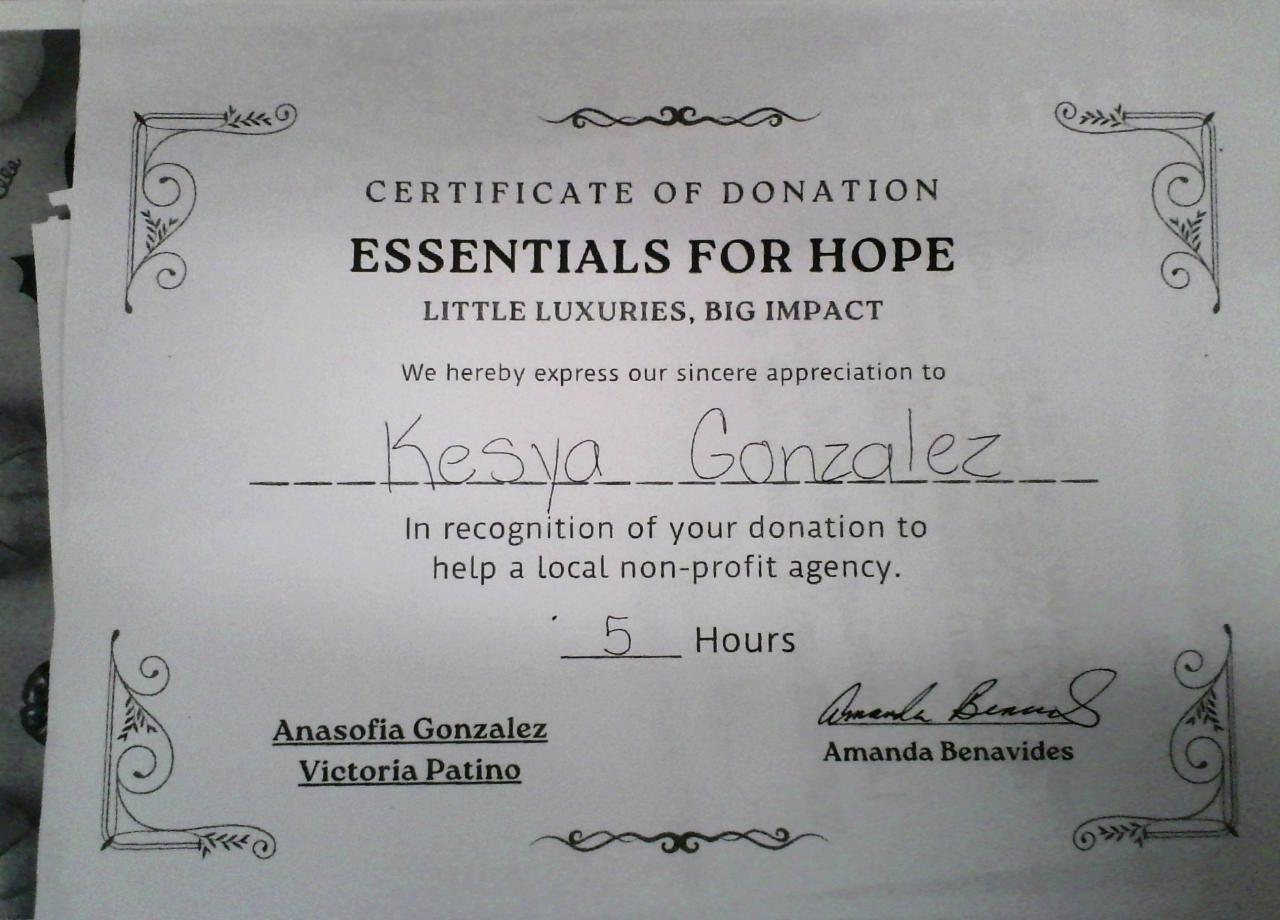 CERTIFICATE OF DONATION
ESSENTIALS FOR HOPE
LITTLE LUXURIES, BIG IMPACT
We hereby express our sincere appreciation to
Kesya Gonzalez
In recognition of your donation to
help a local non-profit agency.
5 Hours
Anasofia Gonzalez
Victoria Patino
Amanda Benavides